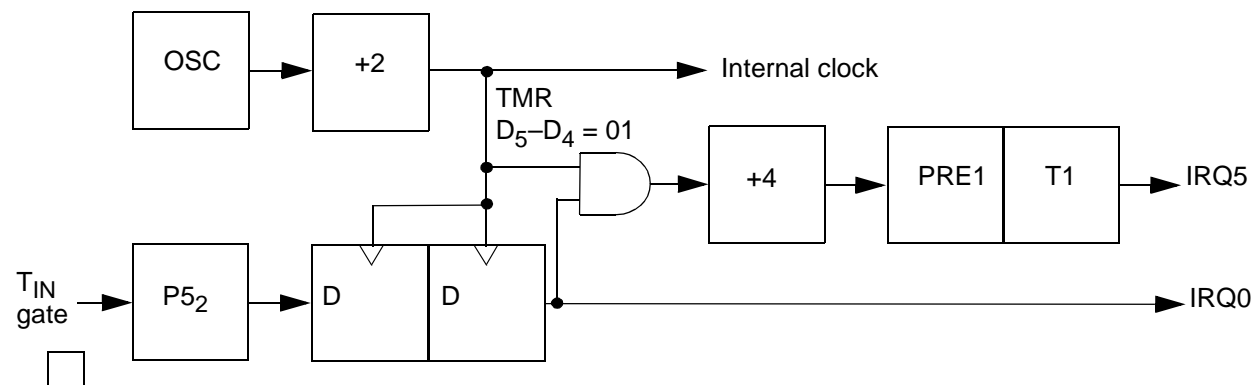 OSC
+2
Internal clock
TMR
D5–D4 = 01
+4
PRE1
T1
IRQ5
TIN
gate
P52
D
D
IRQ0